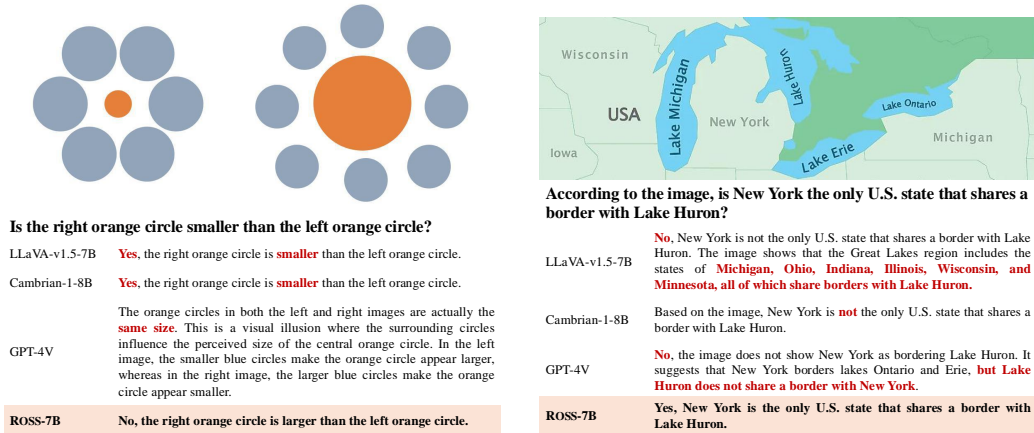 Is the right orange circle smaller than the left orange circle?
LLaVA-v1.5-7B
Yes, the right orange circle is smaller than the left orange circle.
Cambrian-1-8B
Yes, the right orange circle is smaller than the left orange circle.
GPT-4V
The orange circles in both the left and right images are actually the
same size. This is a visual illusion where the surrounding circles
influence the perceived size of the central orange circle. In the left
image, the smaller blue circles make the orange circle appear larger,
whereas in the right image, the larger blue circles make the orange
circle appear smaller.
ROSS-7B
No, the right orange circle is larger than the left orange circle.
Wisconsin
USA
Iowa
Lake Michigan
New York
Lake Huron
Lake Ontario
Lake Erie
Michigan
According to the image, is New York the only U.S. state that shares a
border with Lake Huron?
LLaVA-v1.5-7B
No, New York is not the only U.S. state that shares a border with Lake
Huron. The image shows that the Great Lakes region includes the
states of Michigan, Ohio, Indiana, Illinois, Wisconsin, and
Minnesota, all of which share borders with Lake Huron.
Cambrian-1-8B
Based on the image, New York is not the only U.S. state that shares a
border with Lake Huron.
GPT-4V
No, the image does not show New York as bordering Lake Huron. It
suggests that New York borders lakes Ontario and Erie, but Lake
Huron does not share a border with New York.
ROSS-7B
Yes, New York is the only U.S. state that shares a border with
Lake Huron.